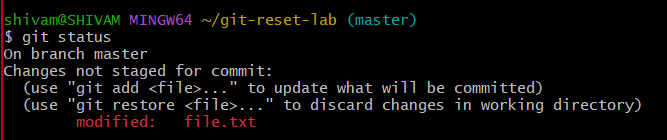 shivam@SHIVAM MINGW64 ~/git-reset-lab (master)
$ git status
On branch master
Changes not staged for commit:
  (use "git add <file>..." to update what will be committed)
  (use "git restore <file>..." to discard changes in working directory)
        modified:   file.txt